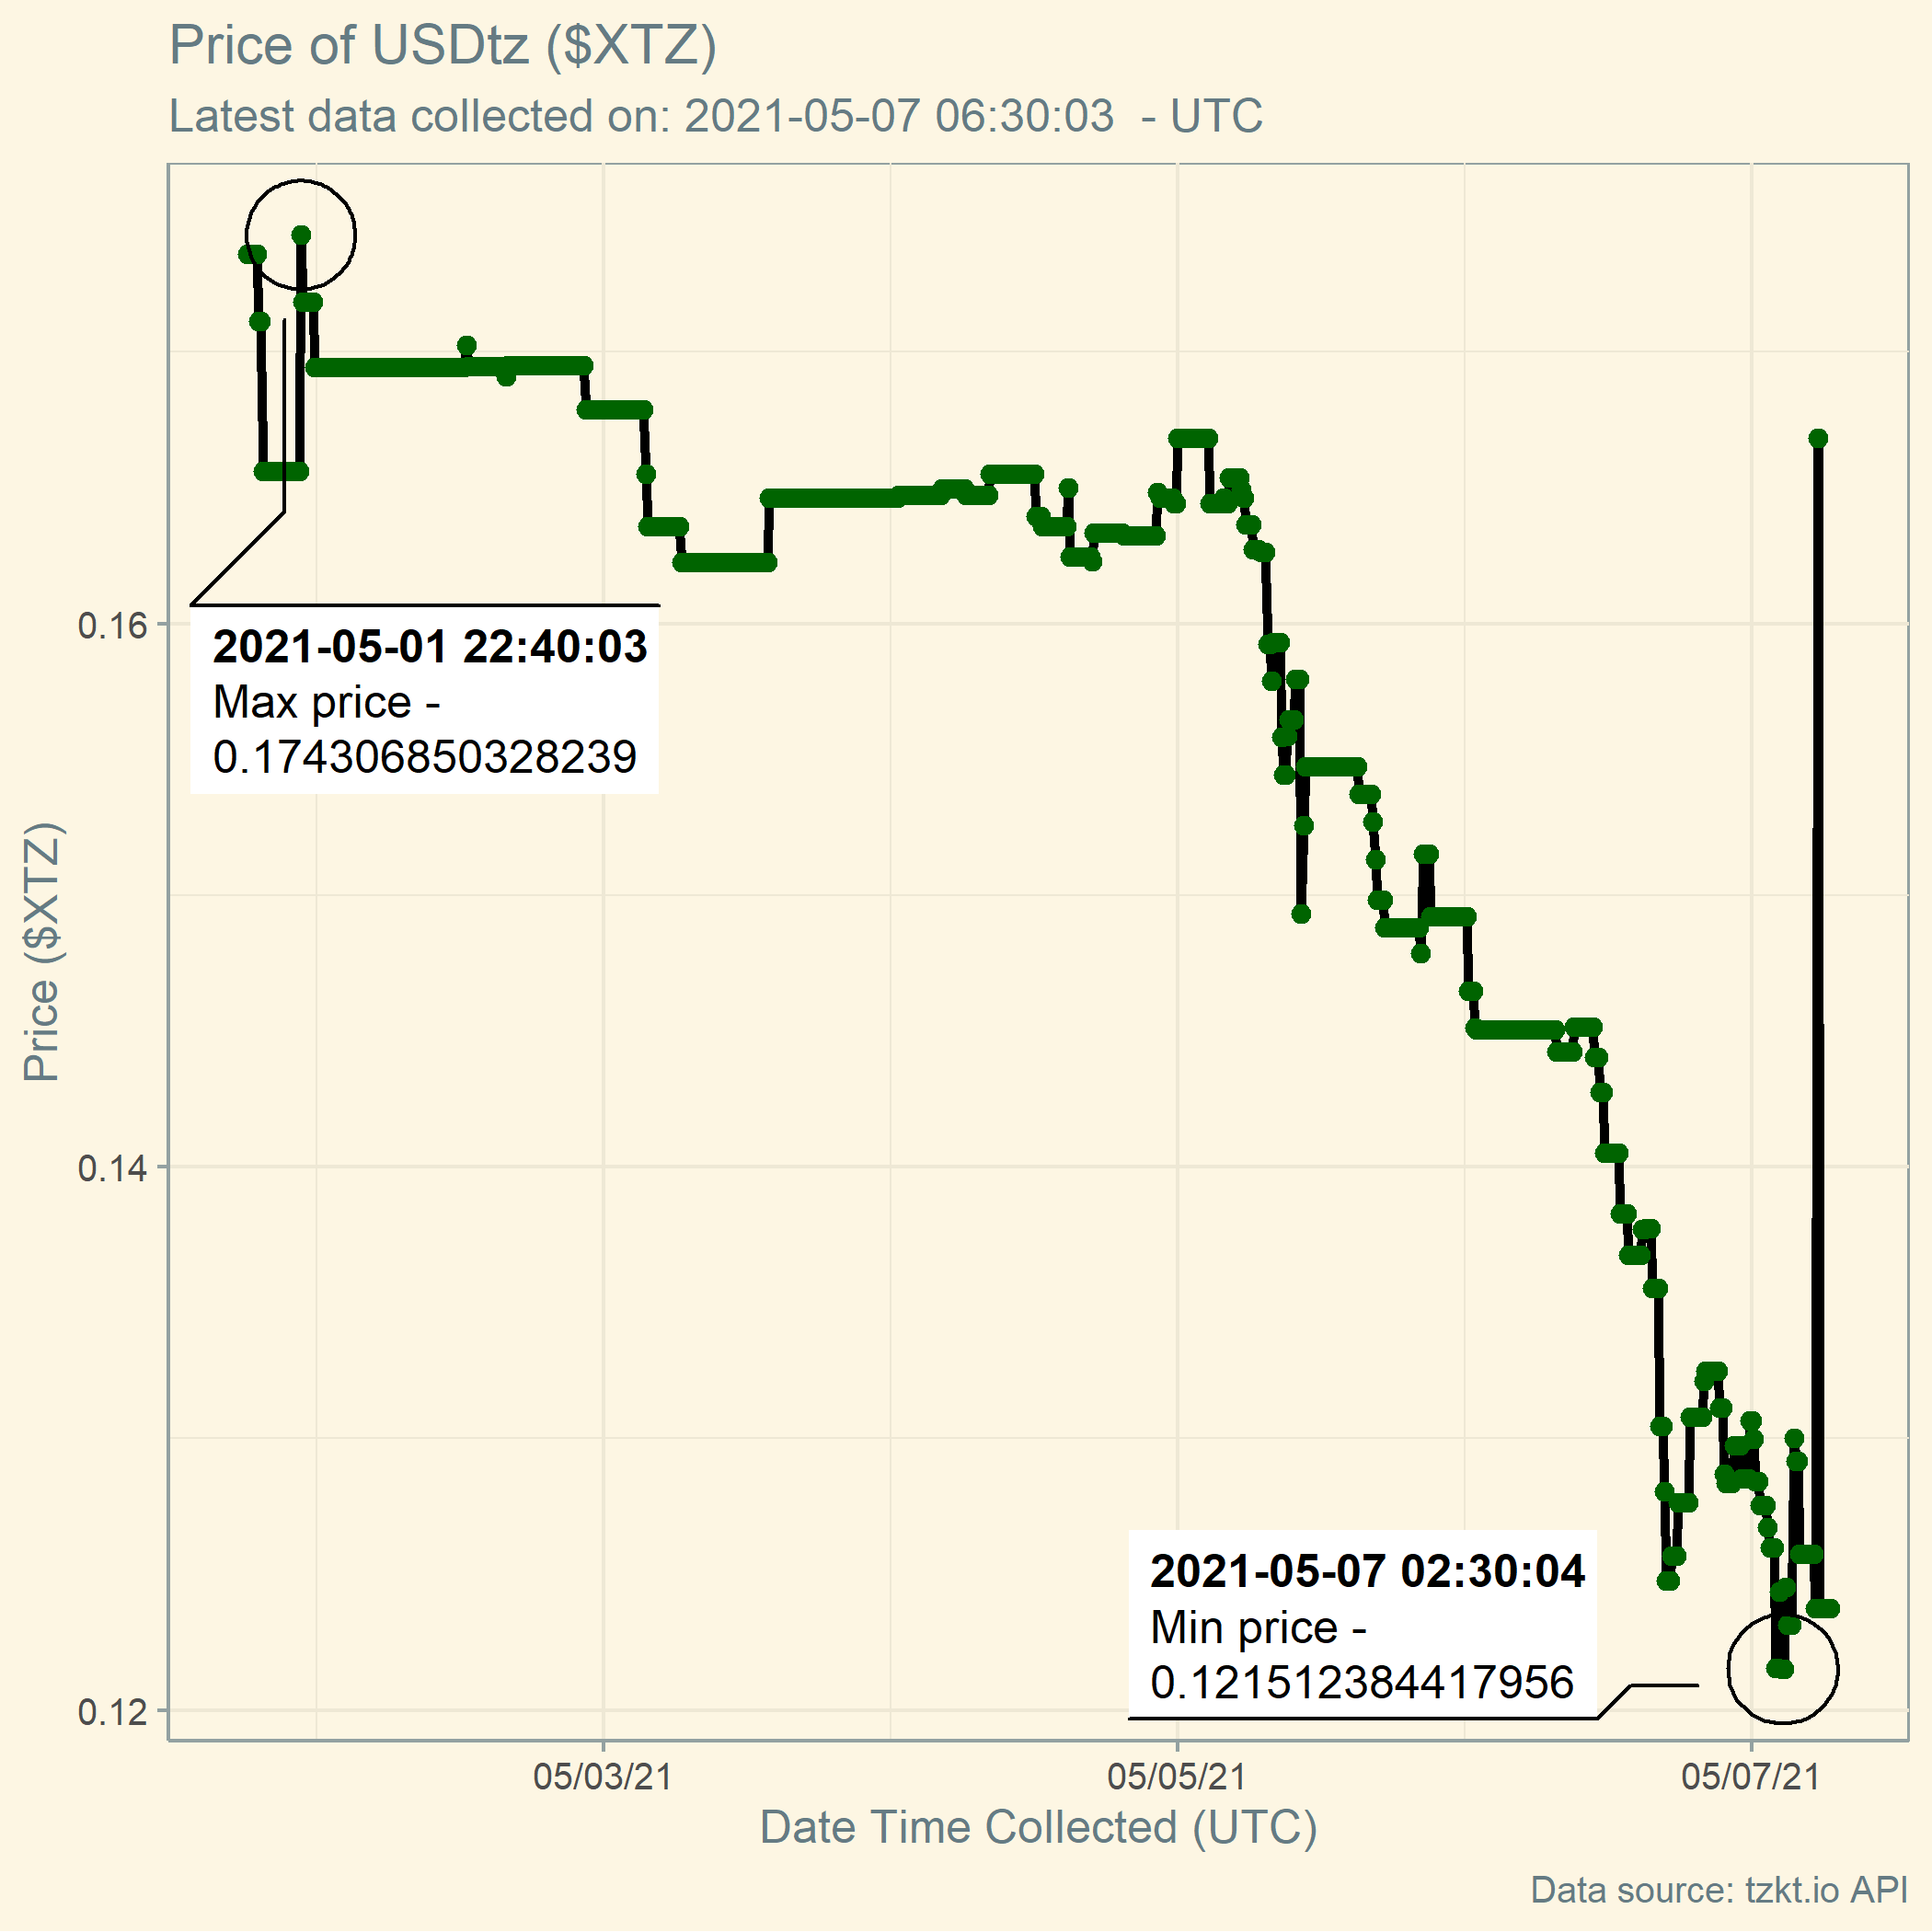 Price of USDtz ($XTZ)
Latest data collected on: 2021-05-07 06:30:03  - UTC
Price ($XTZ)
0.16
0.14
0.12
2021-05-01 22:40:03
Max price -
0.174306850328239
2021-05-07 02:30:04
Min price -
0.121512384417956
05/03/21
05/05/21
05/07/21
Date Time Collected (UTC)
Data source: tzkt.io API